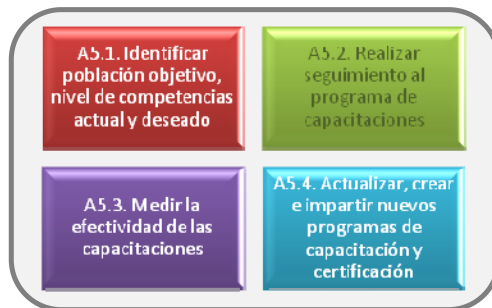 A5.1. Identificar
población objetivo,
nivel de competencias
actual y deseado
A5.2. Realizar
seguimiento al
programa de
capacitaciones
A5.3. Medir la
efectividad de las
capacitaciones
A5.4. Actualizar, crear
e impartir nuevos
programas de
capacitación y
certificación